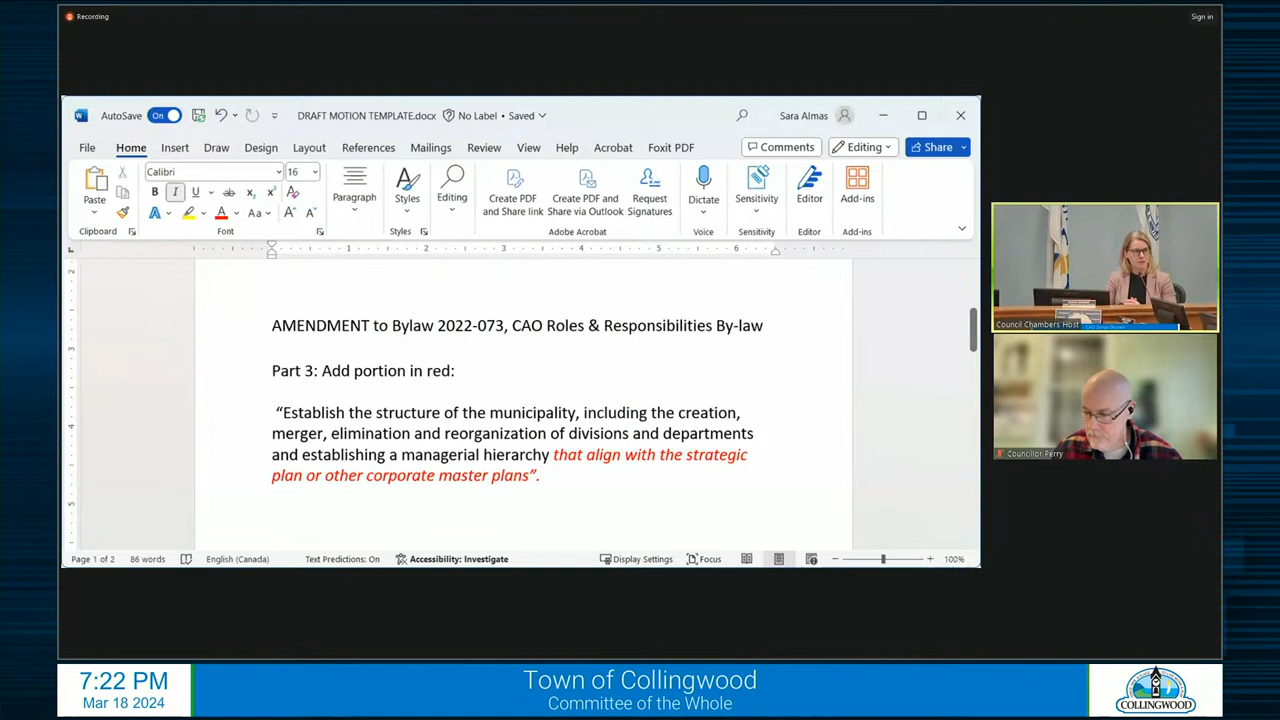 Recording
Sign in
AutoSave On DRAFT MOTION TEMPLATE.docx No Label • Saved Sara Almas
File Home Insert Draw Design Layout References Mailings Review View Help Acrobat Foxit PDF Comments Editing Share
Calibri 16
Paste
Paragraph
Styles
Editing
Create PDF and Share link
Create PDF and Share via Outlook
Request Signatures
Dictate
Sensitivity
Editor
Add-ins
Clipboard Font Styles Adobe Acrobat Voice Sensitivity Editor Add-ins
1 2 3 4 5 6
AMENDMENT to Bylaw 2022-073, CAO Roles & Responsibilities By-law
Part 3: Add portion in red:
“Establish the structure of the municipality, including the creation,
merger, elimination and reorganization of divisions and departments
and establishing a managerial hierarchy that align with the strategic
plan or other corporate master plans”.
Page 1 of 2 86 words English (Canada) Text Predictions: On Accessibility: Investigate Display Settings Focus 100%
Council Chambers Host
Councillor Perry
7:22 PM
Mar 18 2024
Town of Collingwood
Committee of the Whole
COLLINGWOOD